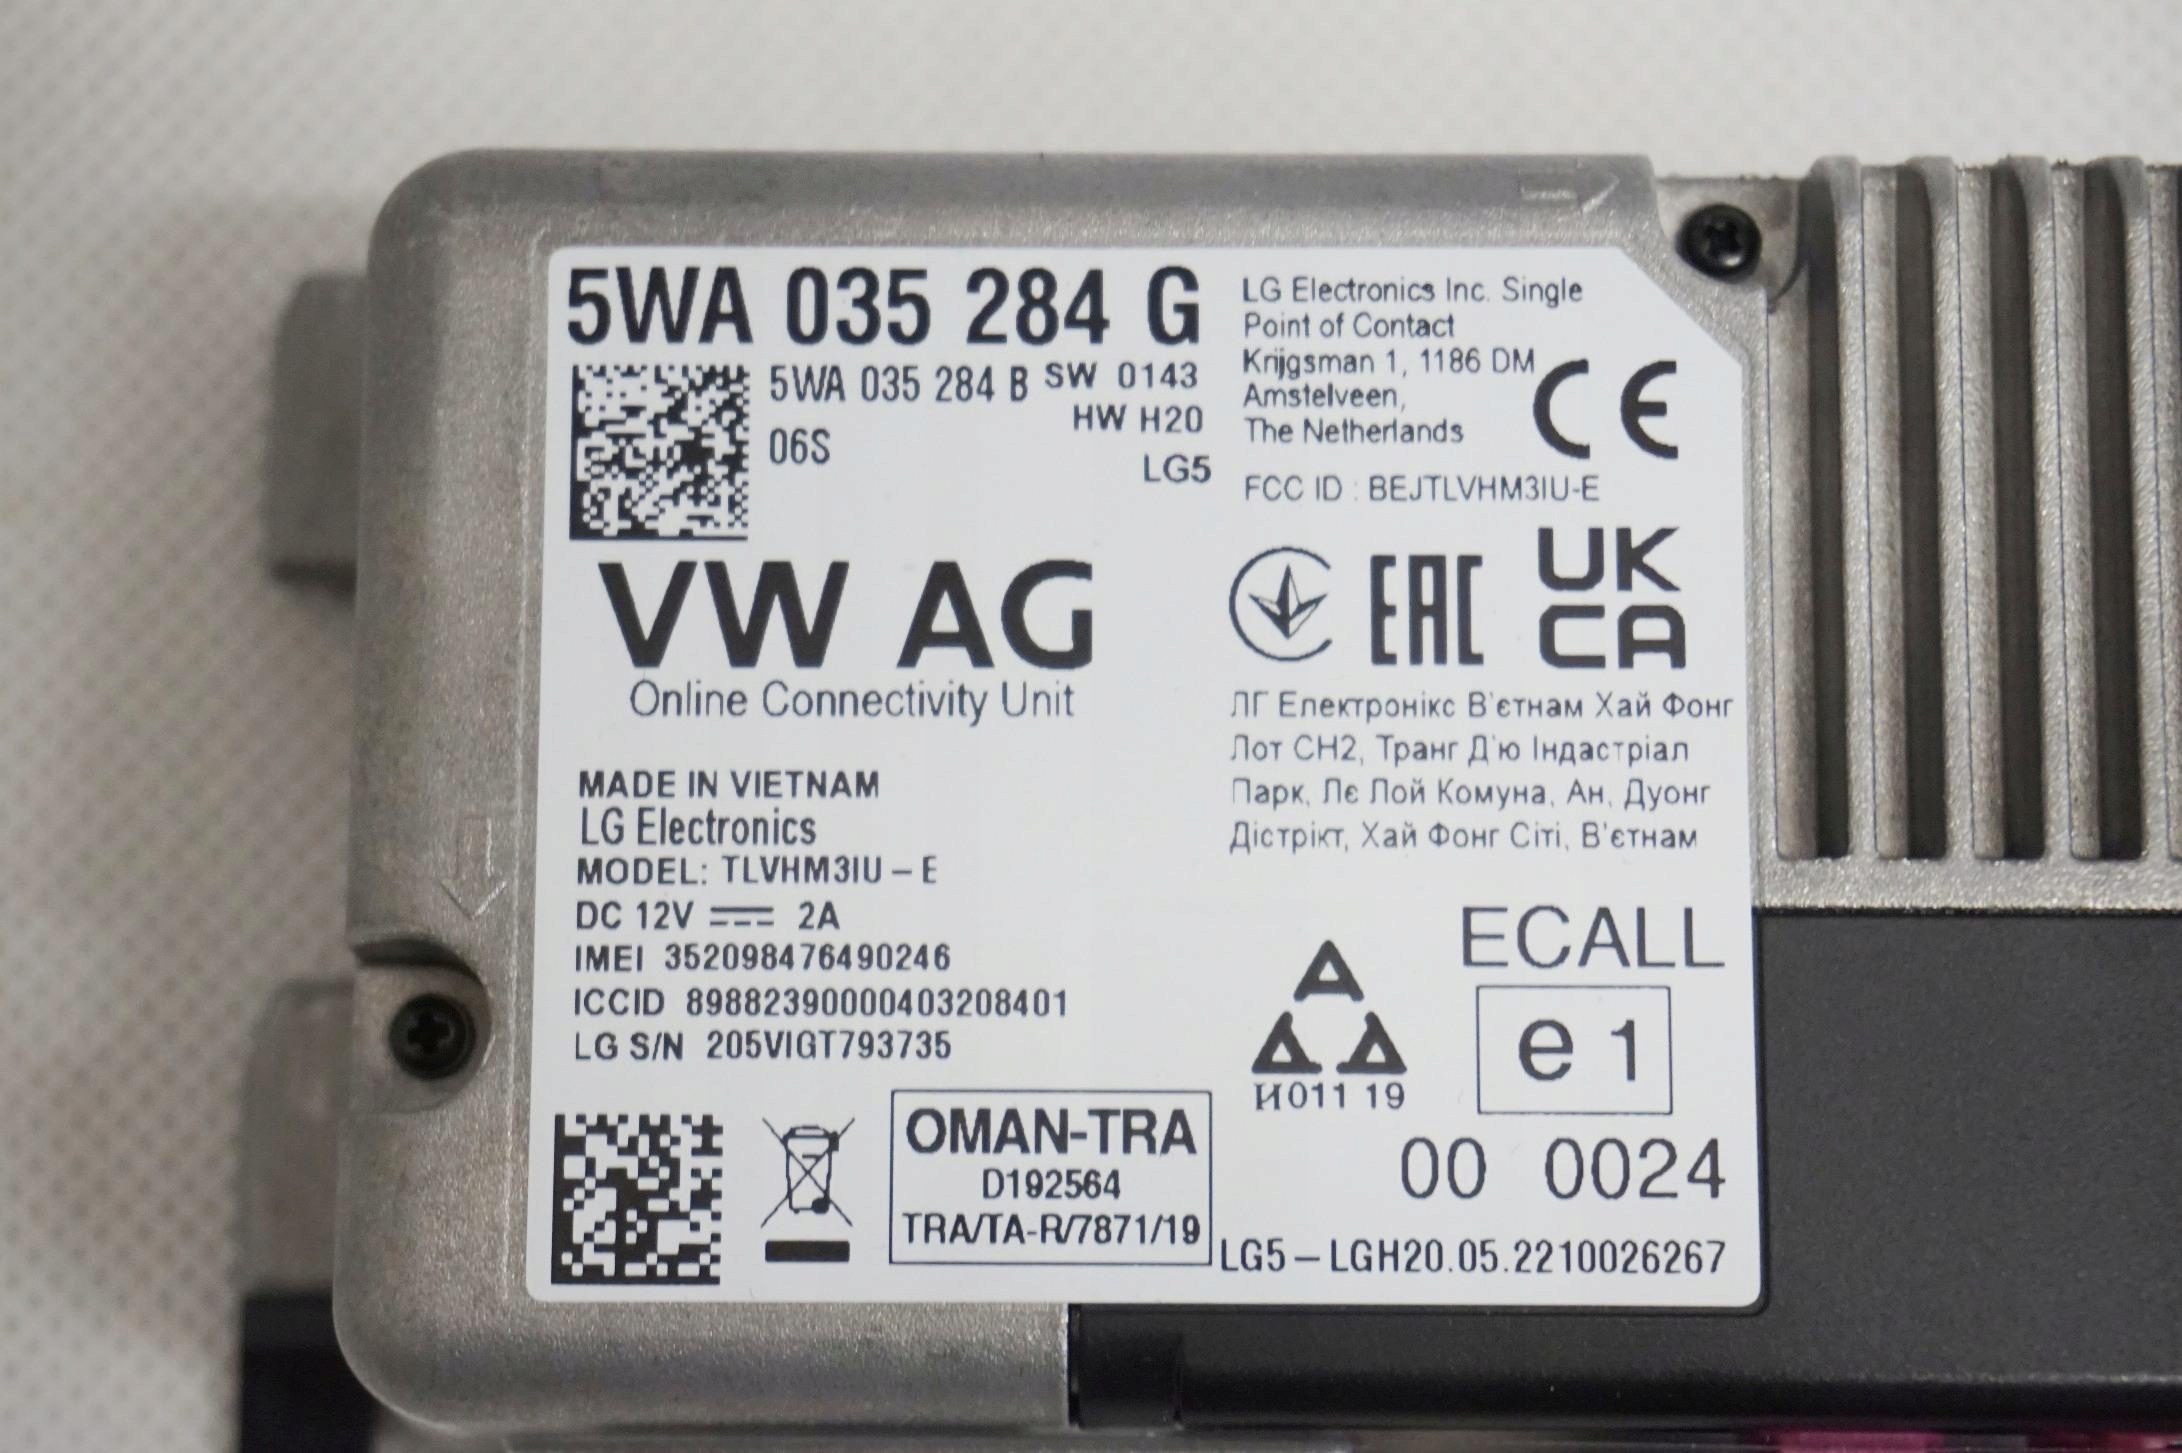 5WA 035 284 G
5WA 035 284 B SW 0143
HW H20
06S
LG5
VW AG
Online Connectivity Unit
MADE IN VIETNAM
LG Electronics
MODEL: TLVHM3IU – E
DC 12V ⎓ 2A
IMEI 352098476490246
ICCID 89882390000403208401
LG S/N 205VIGT793735
OMAN-TRA
D192564
TRA/TA-R/7871/19
LG Electronics Inc. Single
Point of Contact
Krijgsman 1, 1186 DM
Amstelveen,
The Netherlands
CE
FCC ID : BEJTLVHM3IU-E
EAC
UK
CA
ЛГ Електронікс В'єтнам Хай Фонг
Лот СН2, Транг Д'ю Індастріал
Парк, Лє Лой Комуна, Ан, Дуонг
Дістрікт, Хай Фонг Сіті, В'єтнам
ECALL
A
A A
И011 19
e 1
00 0024
LG5 – LGH20.05.2210026267